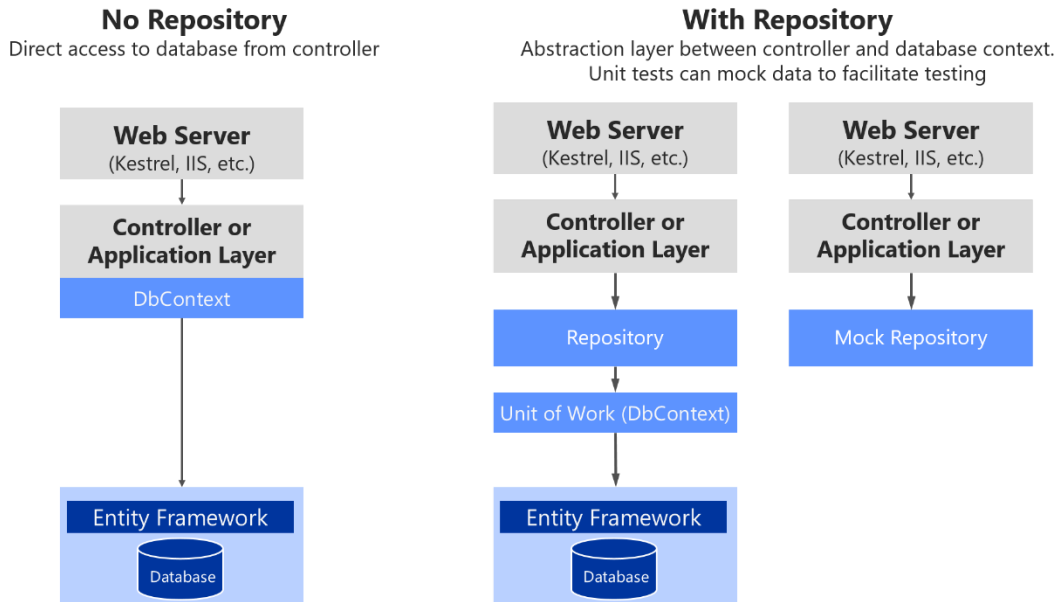 No Repository
Direct access to database from controller
Web Server
(Kestrel, IIS, etc.)
Controller or
Application Layer
DbContext
Entity Framework
Database
With Repository
Abstraction layer between controller and database context.
Unit tests can mock data to facilitate testing
Web Server
(Kestrel, IIS, etc.)
Controller or
Application Layer
Repository
Unit of Work (DbContext)
Entity Framework
Database
Web Server
(Kestrel, IIS, etc.)
Controller or
Application Layer
Mock Repository